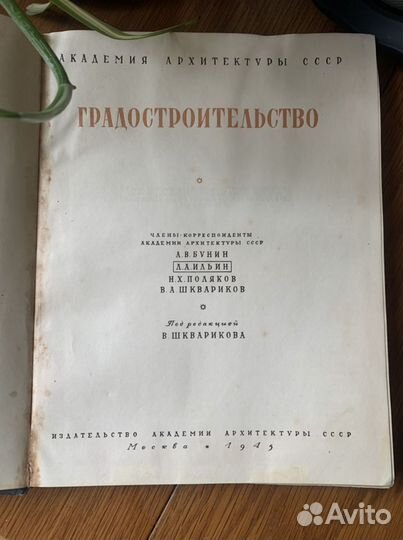 АКАДЕМИЯ АРХИТЕКТУРЫ СССР
ГРАДОСТРОИТЕЛЬСТВО
ЧЛЕНЫ-КОРРЕСПОНДЕНТЫ
АКАДЕМИИ АРХИТЕКТУРЫ СССР
А.В.БУНИН
Л.А.ИЛЬИН
Н.Х.ПОЛЯКОВ
В.А.ШКВАРИКОВ
Под редакцией
В.ШКВАРИКОВА
ИЗДАТЕЛЬСТВО АКАДЕМИИ АРХИТЕКТУРЫ СССР
Москва • 1945
Avito